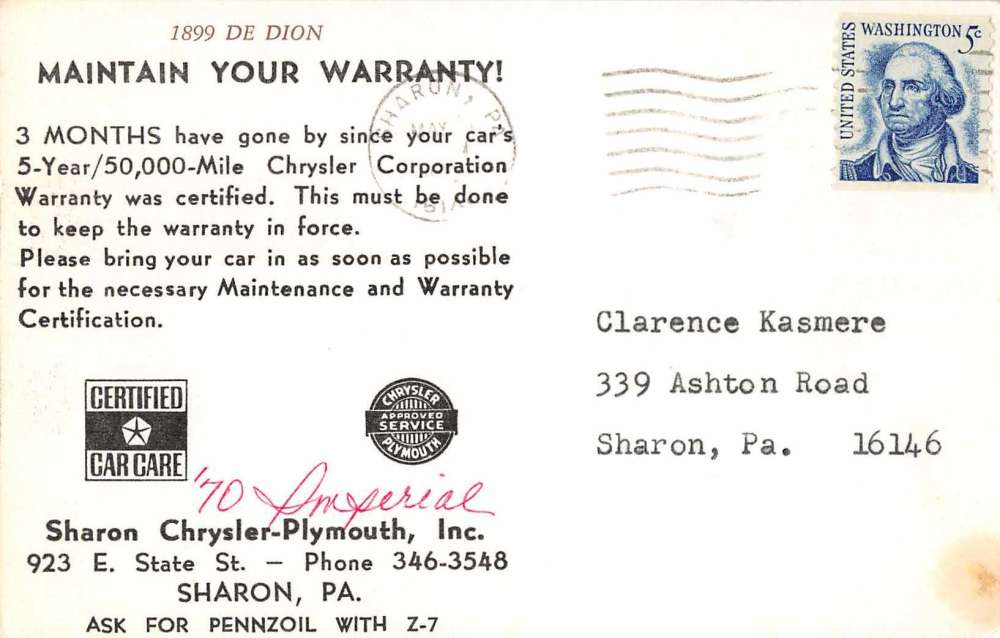 1899 DE DION
MAINTAIN YOUR WARRANTY!
3 MONTHS have gone by since your car's
5-Year/50,000-Mile Chrysler Corporation
Warranty was certified. This must be done
to keep the warranty in force.
Please bring your car in as soon as possible
for the necessary Maintenance and Warranty
Certification.
CERTIFIED
CAR CARE
CHRYSLER
APPROVED
SERVICE
PLYMOUTH
'70 Imperial
Sharon Chrysler-Plymouth, Inc.
923 E. State St. — Phone 346-3548
SHARON, PA.
ASK FOR PENNZOIL WITH Z-7
SHARON, PA
MAY
UNITED STATES
WASHINGTON 5c
Clarence Kasmere
339 Ashton Road
Sharon, Pa. 16146